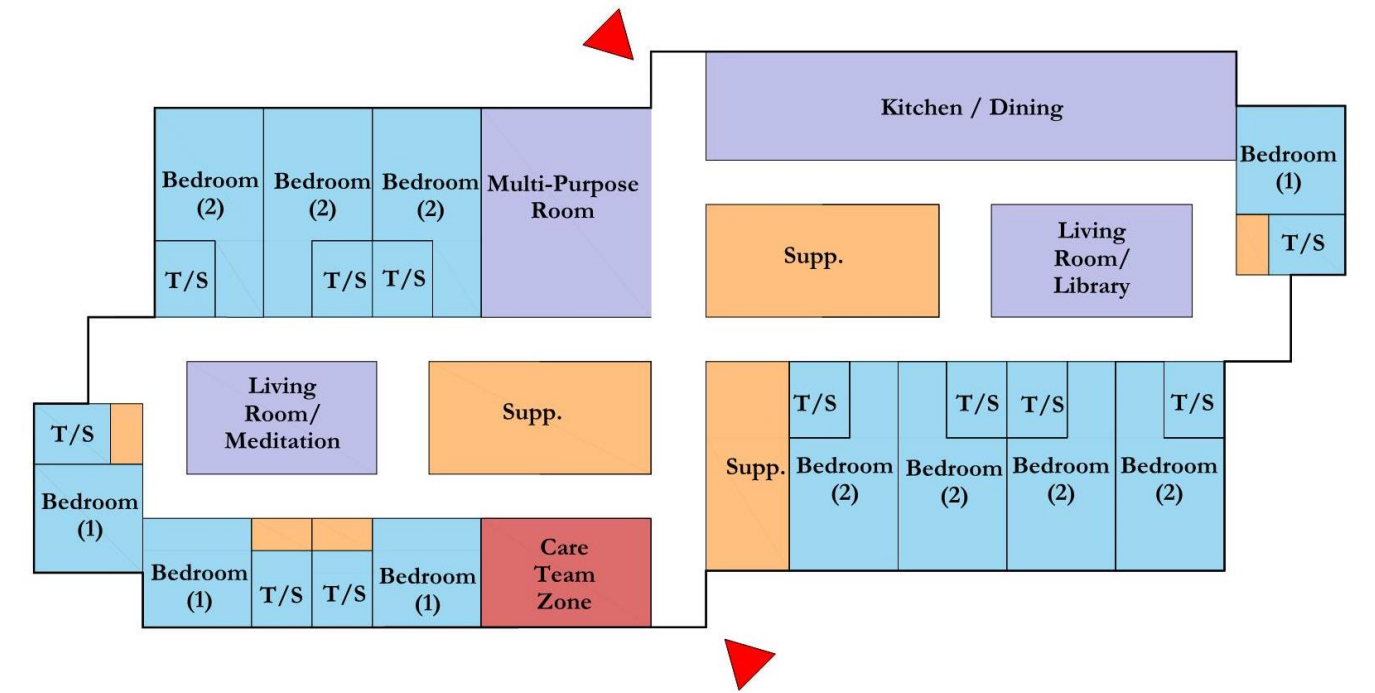 Kitchen / Dining
Bedroom
(1)
T/S
Bedroom
(2)
T/S
Bedroom
(2)
T/S
Bedroom
(2)
T/S
Multi-Purpose
Room
Supp.
Living
Room/
Library
Living
Room/
Meditation
Supp.
Supp.
T/S
Bedroom
(2)
T/S
Bedroom
(2)
T/S
Bedroom
(2)
T/S
Bedroom
(2)
T/S
Bedroom
(1)
Bedroom
(1)
T/S
T/S
Bedroom
(1)
Care
Team
Zone